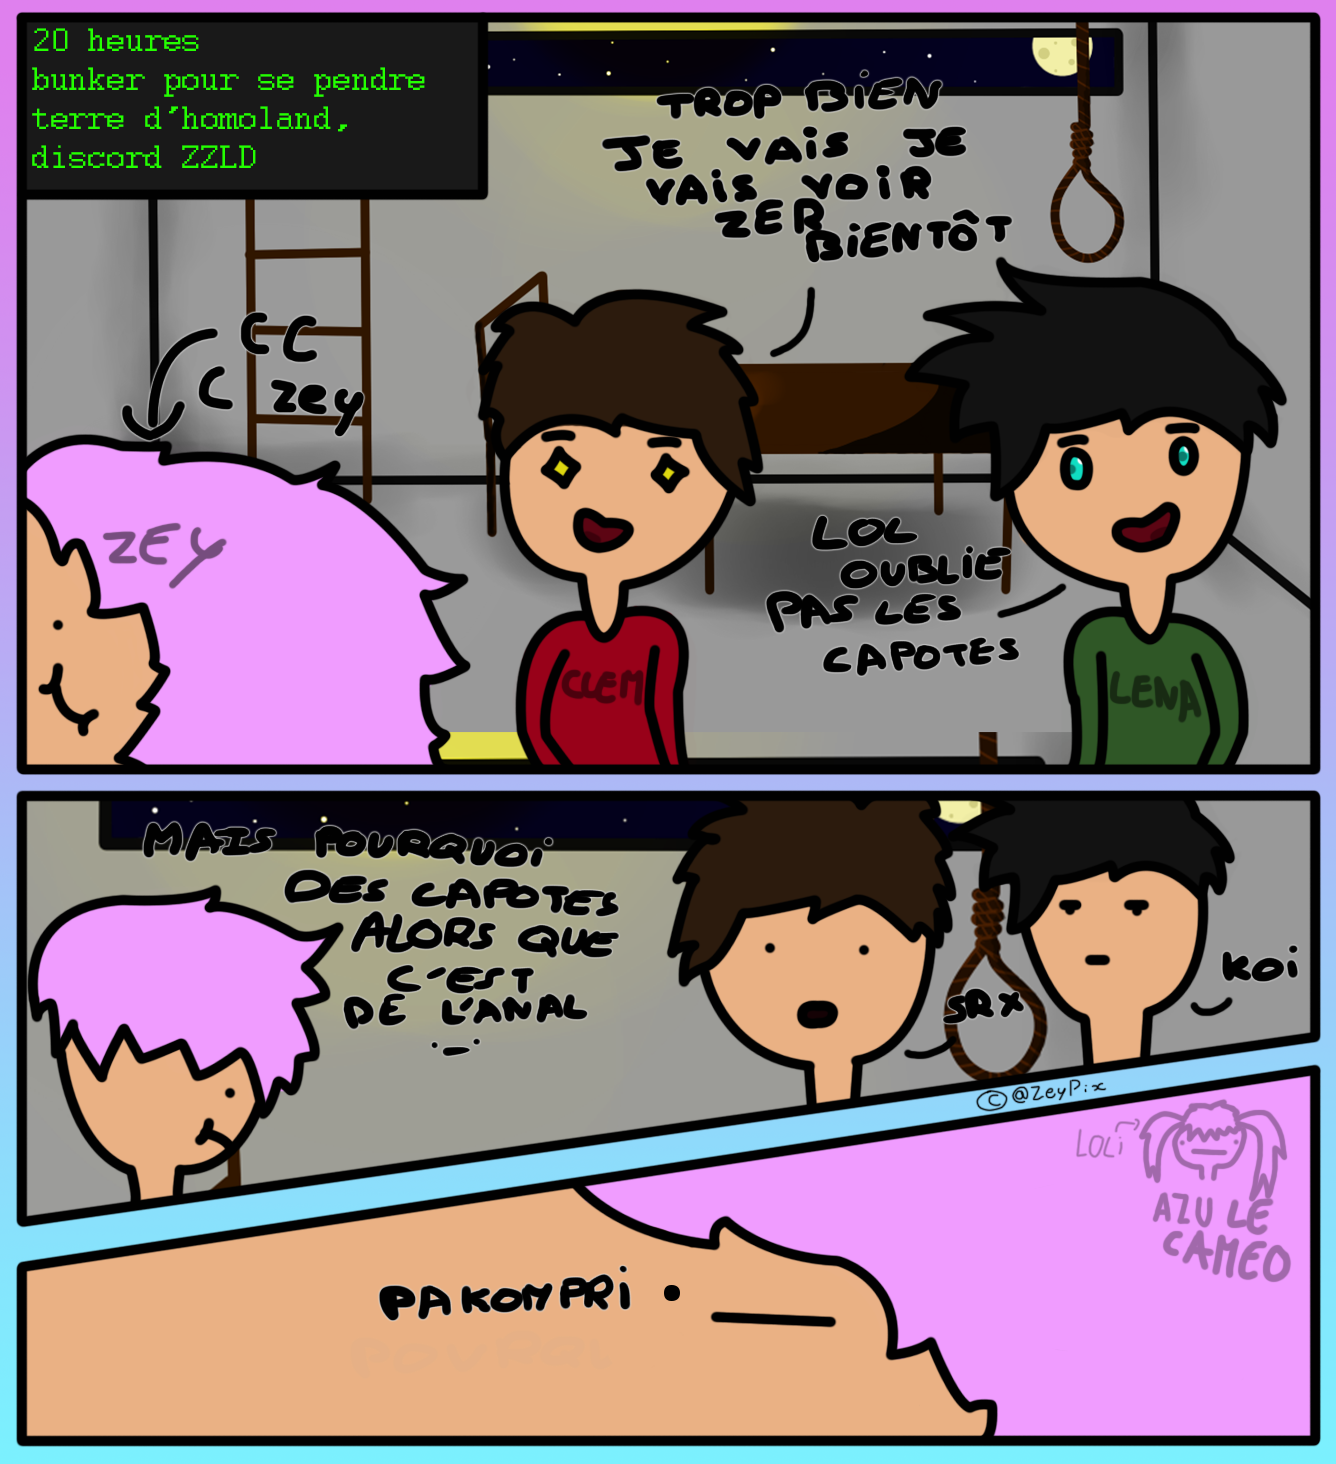 20 heures
bunker pour se pendre
terre d'homoland,
discord ZZLD
TROP BIEN
JE VAIS JE
VAIS VOIR
ZER
BIENTÔT
CC
C zey
ZEY
LOL
OUBLIE
PAS LES
CAPOTES
CLEM
LENA
MAIS POURQUOI
DES CAPOTES
ALORS QUE
C'EST
DE L'ANAL
KOI
SRX
©@ZeyPix
LOLi
AZU LE
CAMEO
PAKOMPRI
POURQL